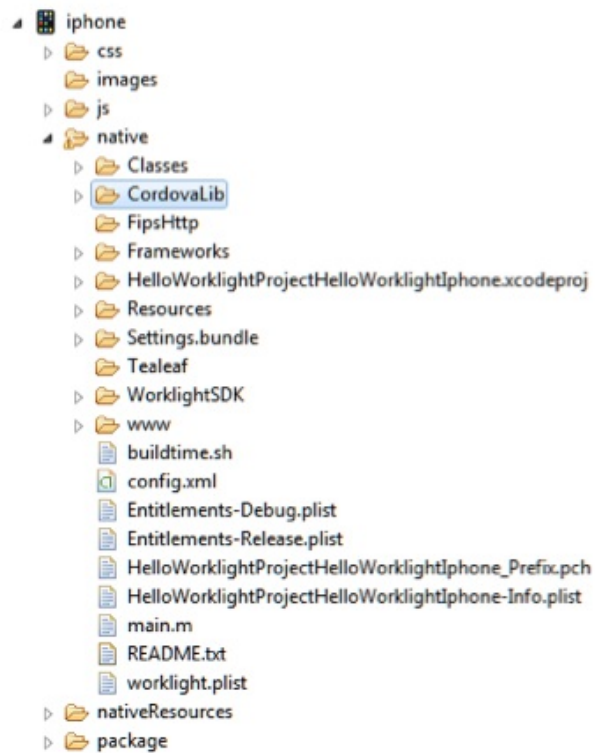 iphone
css
images
js
native
Classes
CordovaLib
FipsHttp
Frameworks
HelloWorklightProjectHelloWorklightIphone.xcodeproj
Resources
Settings.bundle
Tealeaf
WorklightSDK
www
buildtime.sh
config.xml
Entitlements-Debug.plist
Entitlements-Release.plist
HelloWorklightProjectHelloWorklightIphone_Prefix.pch
HelloWorklightProjectHelloWorklightIphone-Info.plist
main.m
README.txt
worklight.plist
nativeResources
package